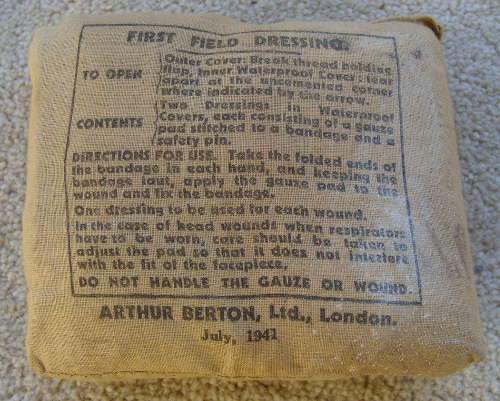 FIRST FIELD DRESSING.
TO OPEN
Outer Cover: Break thread holding
flap, Inner Waterproof Cover: tear
apart at the uncemented corner
where indicated by the arrow.
CONTENTS
Two Dressings in Waterproof
Covers, each consisting of a gauze
pad stitched to a bandage and a
safety pin.
DIRECTIONS FOR USE. Take the folded ends of
the bandage in each hand, and keeping the
bandage taut, apply the gauze pad to the
wound and fix the bandage.
One dressing to be used for each wound.
In the case of head wounds when respirators
have to be worn, care should be taken to
adjust the pad so that it does not interfere
with the fit of the facepiece.
DO NOT HANDLE THE GAUZE OR WOUND.
ARTHUR BERTON, Ltd., London.
July, 1941